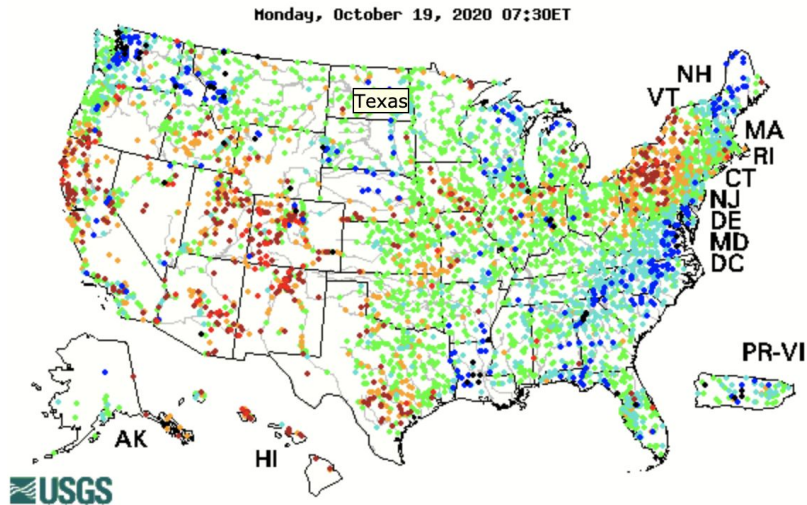 Monday, October 19, 2020 07:30ET
NH
VT
Texas
MA
RI
CT
NJ
DE
MD
DC
PR-VI
AK
HI
USGS